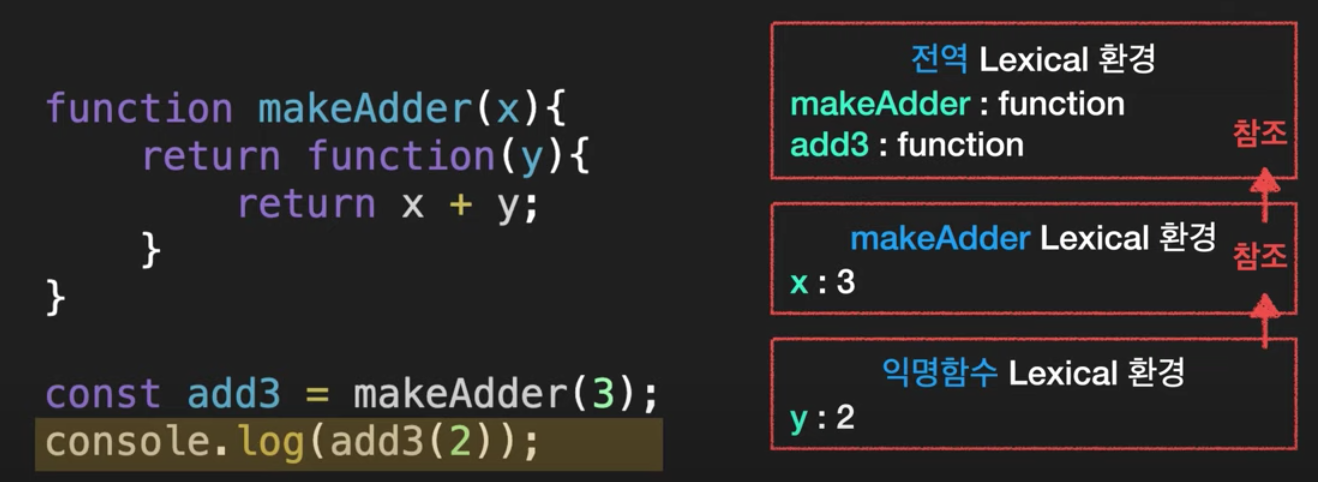 function makeAdder(x){
    return function(y){
        return x + y;
    }
}
const add3 = makeAdder(3);
console.log(add3(2));
전역 Lexical 환경
makeAdder : function
add3 : function
참조
makeAdder Lexical 환경
참조
x : 3
익명함수 Lexical 환경
y : 2